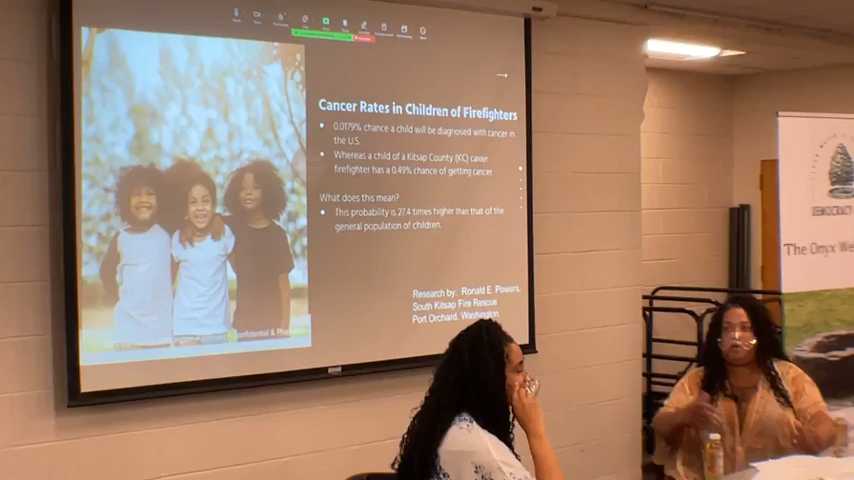 Cancer Rates in Children of Firefighters
• 0.0179% chance a child will be diagnosed with cancer in
the U.S.
• Whereas a child of a Kitsap County (KC) career
firefighter has a 0.49% chance of getting cancer.
What does this mean?
• This probability is 27.4 times higher than that of the
general population of children.
Research by: Ronald E. Powers,
South Kitsap Fire Rescue
Port Orchard, Washington
DEMOCRACY
The Onyx